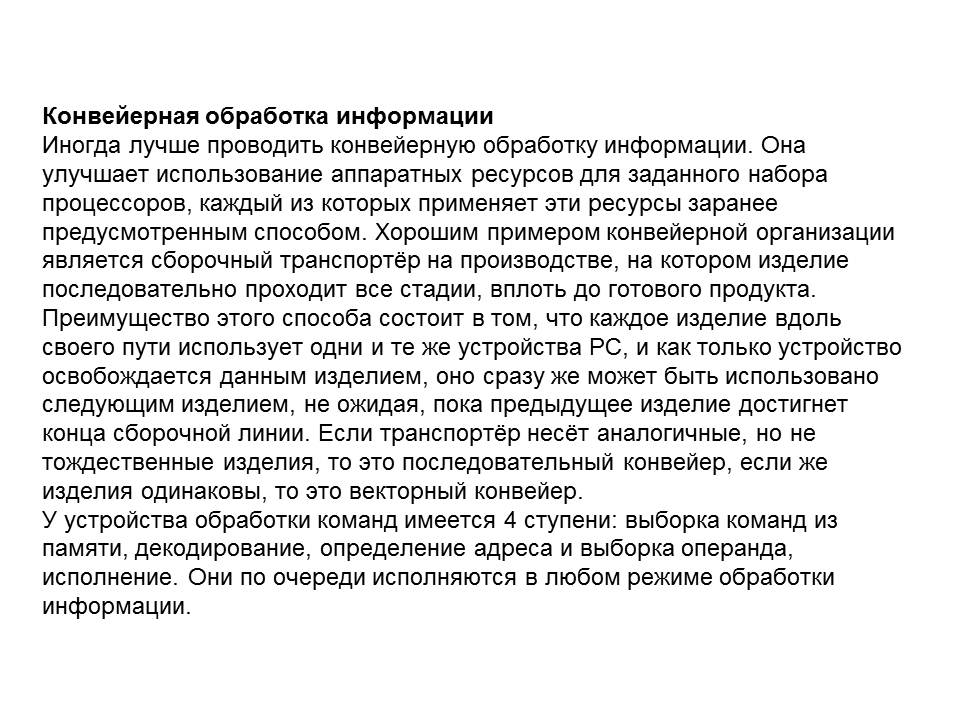 Конвейерная обработка информации
Иногда лучше проводить конвейерную обработку информации. Она
улучшает использование аппаратных ресурсов для заданного набора
процессоров, каждый из которых применяет эти ресурсы заранее
предусмотренным способом. Хорошим примером конвейерной организации
является сборочный транспортёр на производстве, на котором изделие
последовательно проходит все стадии, вплоть до готового продукта.
Преимущество этого способа состоит в том, что каждое изделие вдоль
своего пути использует одни и те же устройства РС, и как только устройство
освобождается данным изделием, оно сразу же может быть использовано
следующим изделием, не ожидая, пока предыдущее изделие достигнет
конца сборочной линии. Если транспортёр несёт аналогичные, но не
тождественные изделия, то это последовательный конвейер, если же
изделия одинаковы, то это векторный конвейер.
У устройства обработки команд имеется 4 ступени: выборка команд из
памяти, декодирование, определение адреса и выборка операнда,
исполнение. Они по очереди исполняются в любом режиме обработки
информации.